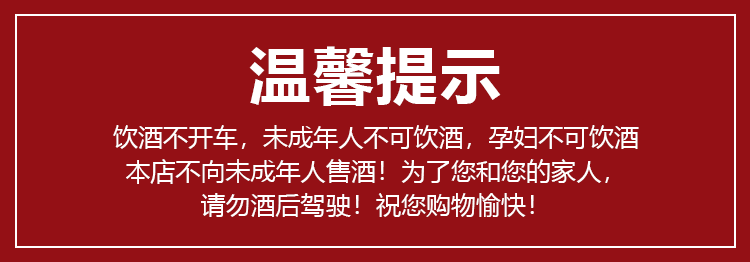 温馨提示
饮酒不开车，未成年人不可饮酒，孕妇不可饮酒
本店不向未成年人售酒！为了您和您的家人，
请勿酒后驾驶！祝您购物愉快！